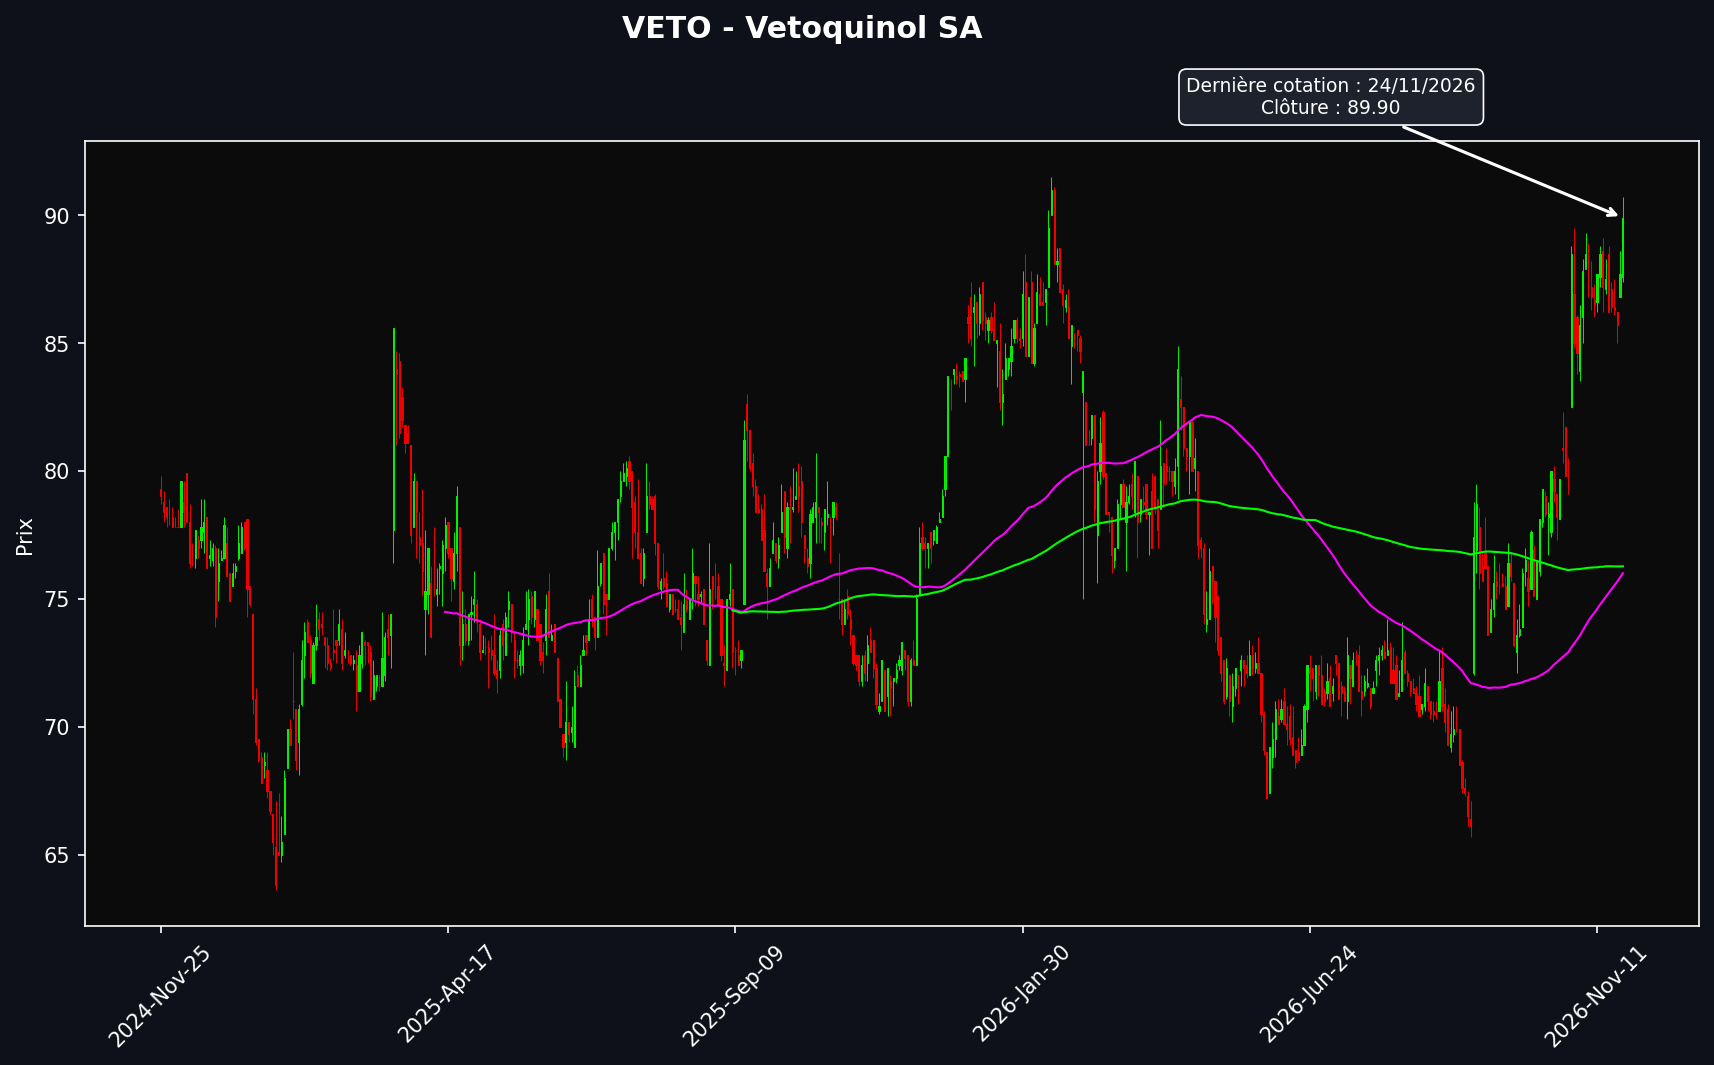 VETO - Vetoquinol SA
Dernière cotation : 24/11/2026
Clôture : 89.90
Prix
90
85
80
75
70
65
2024-Nov-25
2025-Apr-17
2025-Sep-09
2026-Jan-30
2026-Jun-24
2026-Nov-11